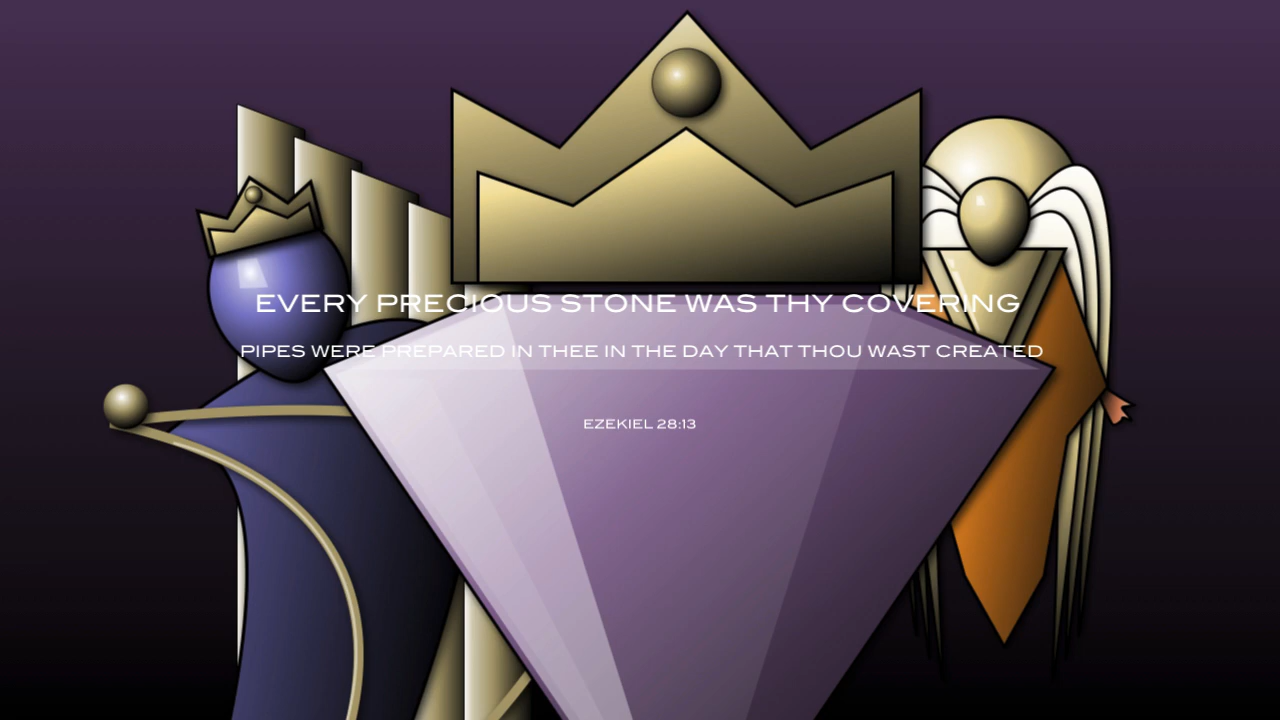 EVERY PRECIOUS STONE WAS THY COVERING
PIPES WERE PREPARED IN THEE IN THE DAY THAT THOU WAST CREATED
EZEKIEL 28:13